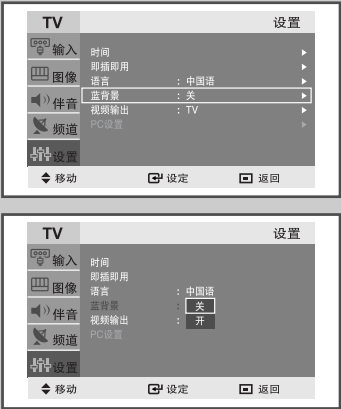 TV 设置
输入
图像
伴音
频道
设置
时间
即插即用
语言 : 中国语
蓝背景 : 关
视频输出 : TV
PC设置
移动 设定 返回
TV 设置
输入
图像
伴音
频道
设置
时间
即插即用
语言 : 中国语
蓝背景 : 关
视频输出 : 开
PC设置
移动 设定 返回